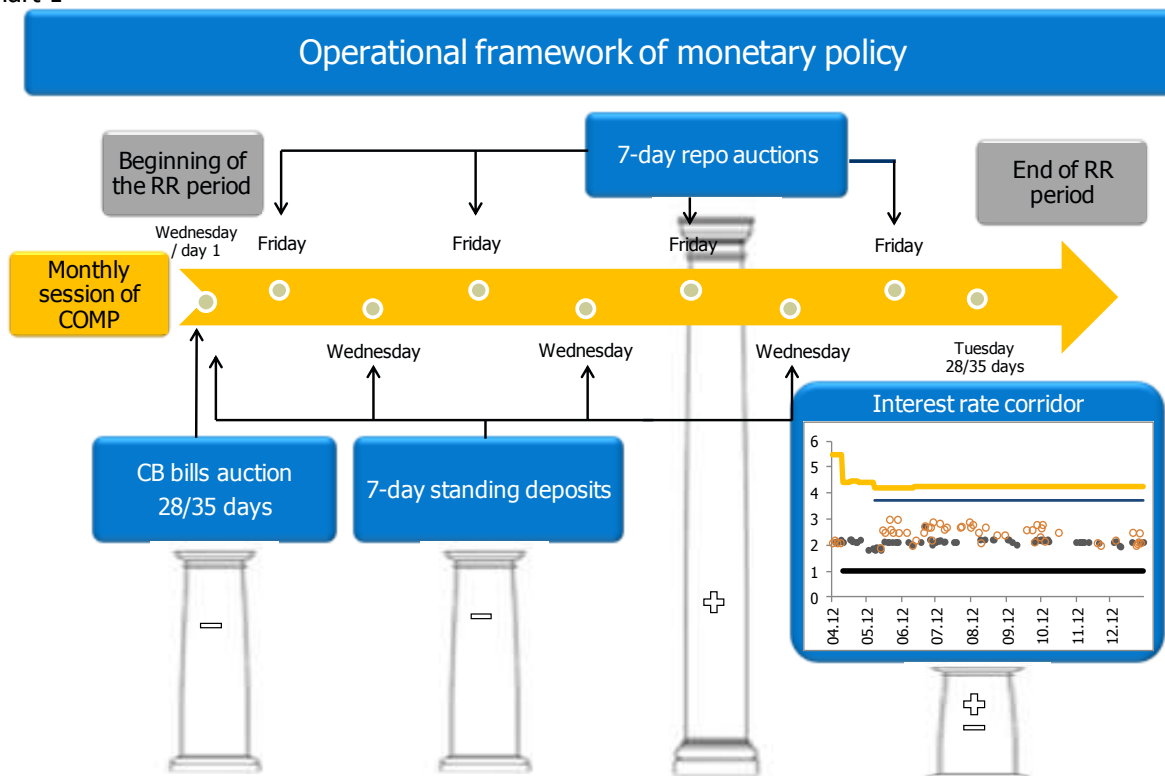 Operational framework of monetary policy
Beginning of
the RR period
7-day repo auctions
End of RR
period
Wednesday
/ day 1
Friday
Friday
Friday
Friday
Monthly
session of
COMP
Wednesday
Wednesday
Wednesday
Tuesday
28/35 days
CB bills auction
28/35 days
7-day standing deposits
Interest rate corridor
6
5
4
3
2
1
0
04.12
05.12
06.12
07.12
08.12
09.12
10.12
11.12
12.12